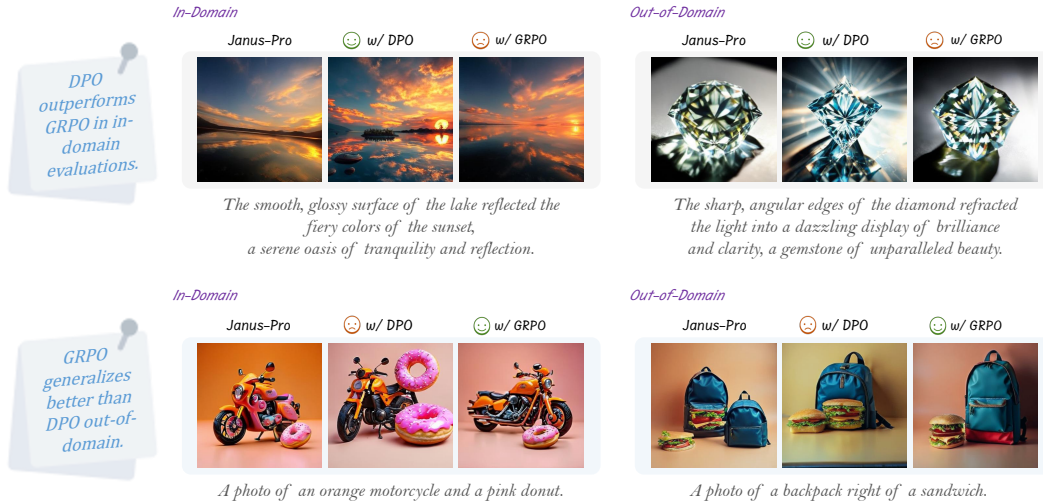 In-Domain
Out-of-Domain
Janus-Pro
w/ DPO
w/ GRPO
Janus-Pro
w/ DPO
w/ GRPO
DPO
outperforms
GRPO in in-
domain
evaluations.
The smooth, glossy surface of the lake reflected the
fiery colors of the sunset,
a serene oasis of tranquility and reflection.
The sharp, angular edges of the diamond refracted
the light into a dazzling display of brilliance
and clarity, a gemstone of unparalleled beauty.
In-Domain
Out-of-Domain
Janus-Pro
w/ DPO
w/ GRPO
Janus-Pro
w/ DPO
w/ GRPO
GRPO
generalizes
better than
DPO out-of-
domain.
A photo of an orange motorcycle and a pink donut.
A photo of a backpack right of a sandwich.